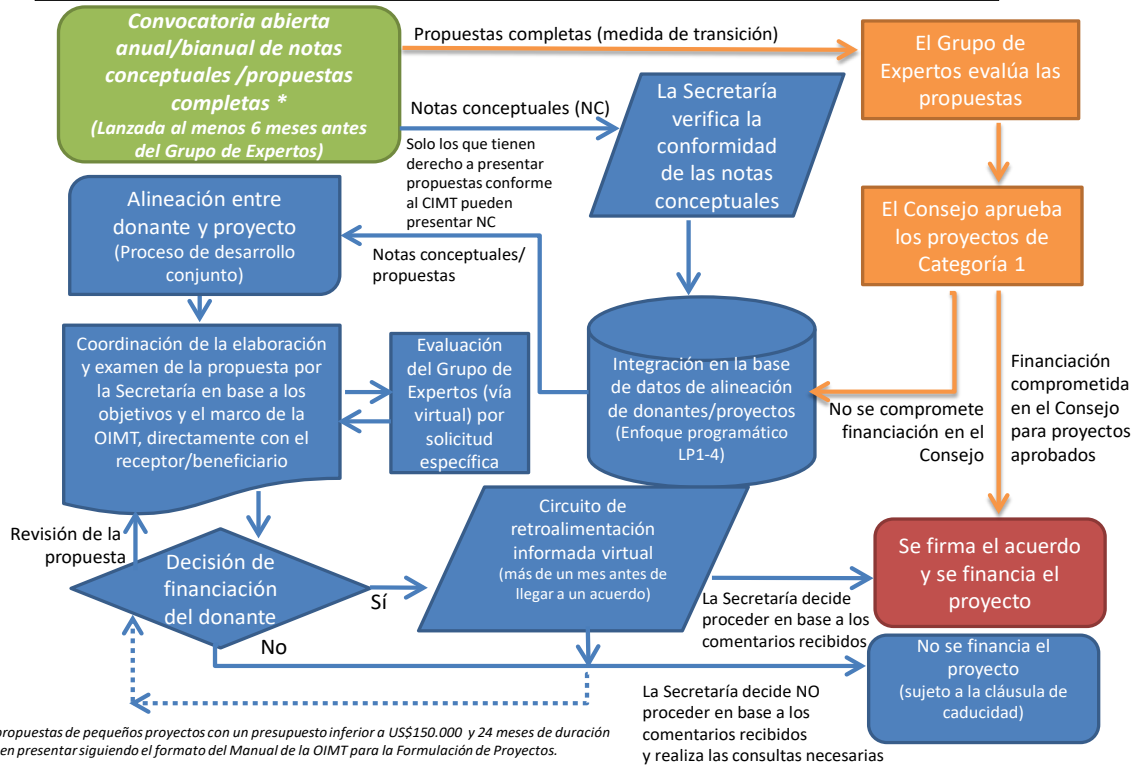 Convocatoria abierta
anual/bianual de notas
conceptuales /propuestas
completas *
(Lanzada al menos 6 meses antes
del Grupo de Expertos)
Propuestas completas (medida de transición)
El Grupo de
Expertos evalúa las
propuestas
Notas conceptuales (NC)
Solo los que tienen
derecho a presentar
propuestas conforme
al CIMT pueden
presentar NC
La Secretaría
verifica la
conformidad
de las notas
conceptuales
El Consejo aprueba
los proyectos de
Categoría 1
Alineación entre
donante y proyecto
(Proceso de desarrollo
conjunto)
Notas conceptuales/
propuestas
Coordinación de la elaboración
y examen de la propuesta por
la Secretaría en base a los
objetivos y el marco de la
OIMT, directamente con el
receptor/beneficiario
Evaluación
del Grupo de
Expertos (vía
virtual) por
solicitud
específica
Integración en la base
de datos de alineación
de donantes/proyectos
(Enfoque programático
LP1-4)
No se compromete
financiación en el
Consejo
Financiación
comprometida
en el Consejo
para proyectos
aprobados
Revisión de la
propuesta
Decisión de
financiación
del donante
Sí
No
Circuito de
retroalimentación
informada virtual
(más de un mes antes de
llegar a un acuerdo)
La Secretaría decide
proceder en base a los
comentarios recibidos
Se firma el acuerdo
y se financia el
proyecto
No se financia el
proyecto
(sujeto a la cláusula de
caducidad)
La Secretaría decide NO
proceder en base a los
comentarios recibidos
y realiza las consultas necesarias
propuestas de pequeños proyectos con un presupuesto inferior a US$150.000 y 24 meses de duración
en presentar siguiendo el formato del Manual de la OIMT para la Formulación de Proyectos.